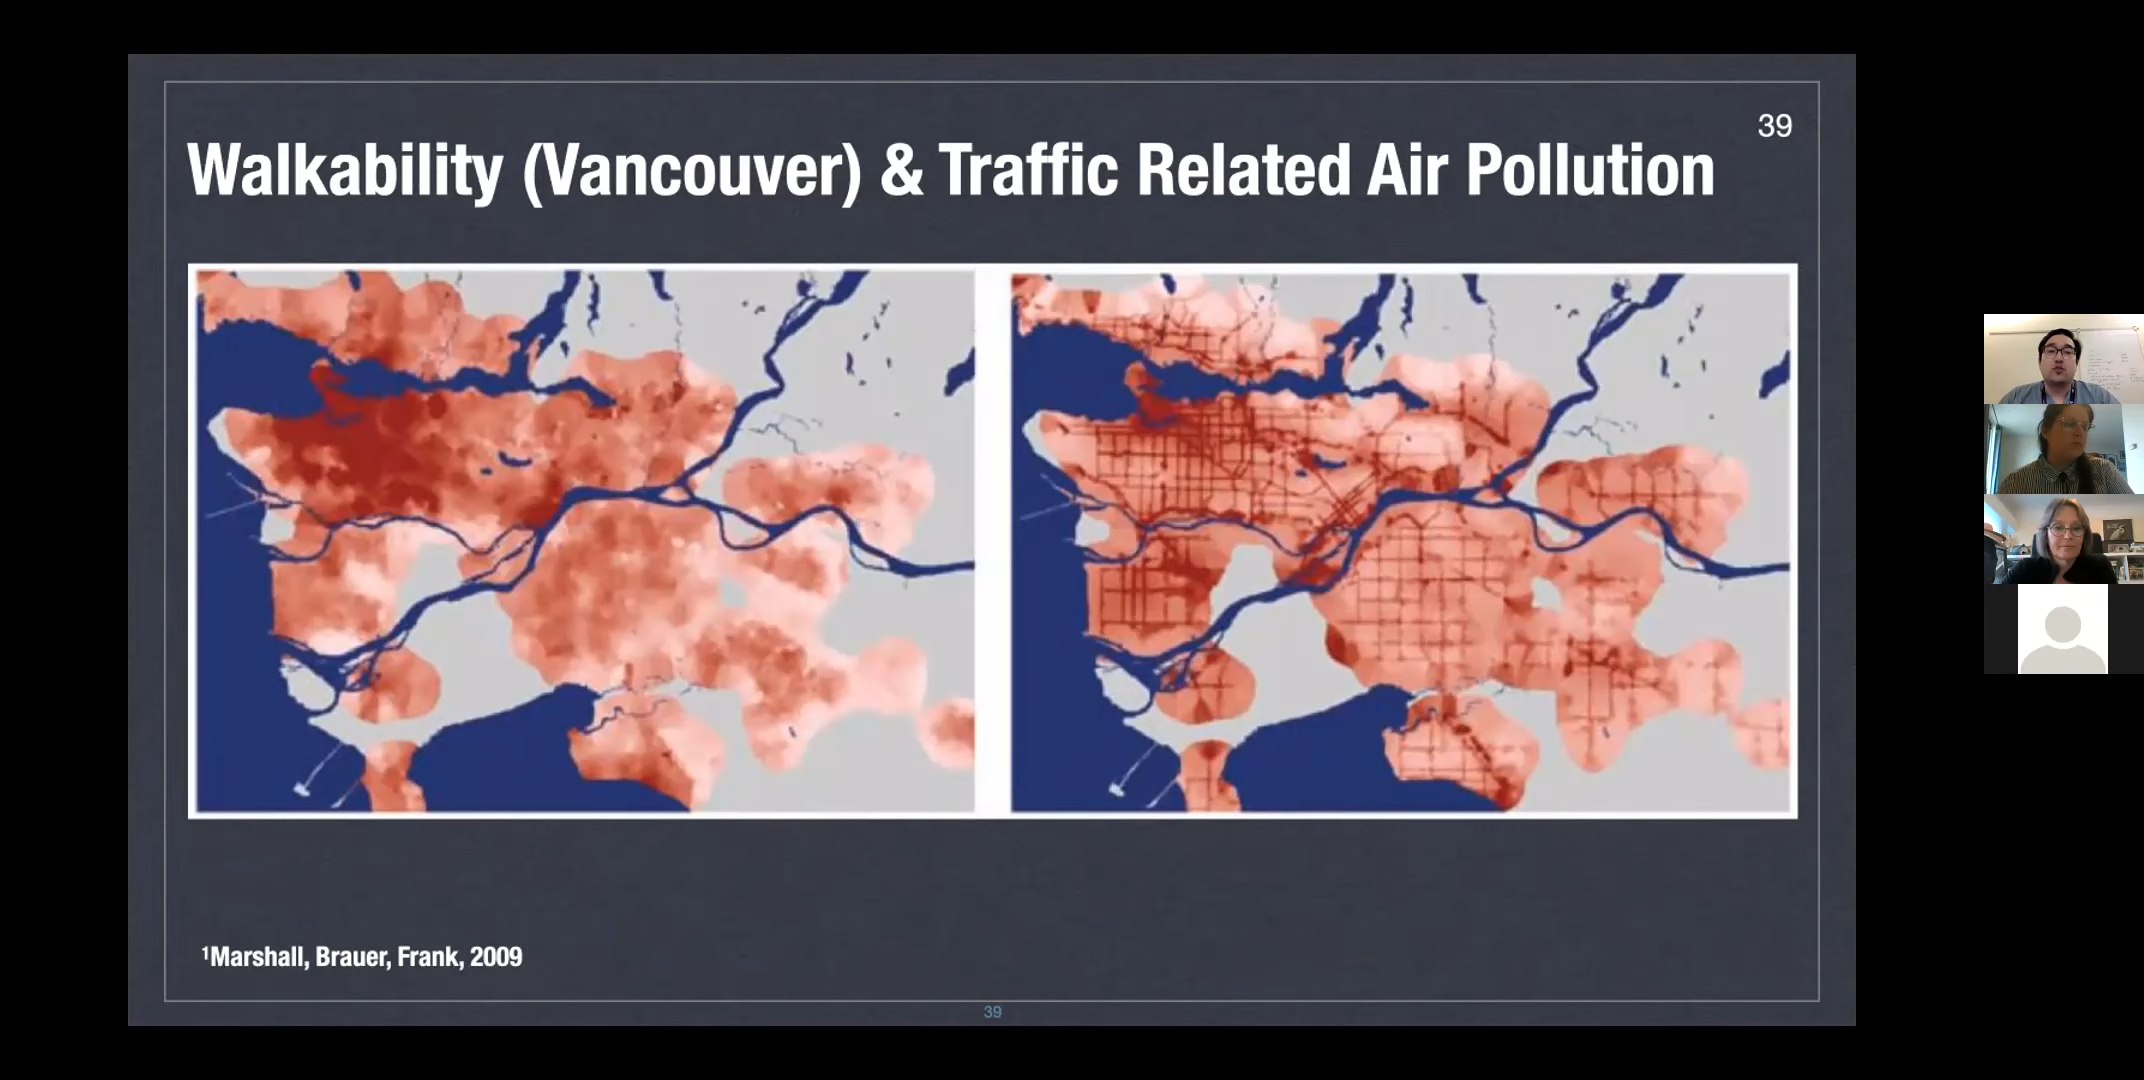 39
Walkability (Vancouver) & Traffic Related Air Pollution
¹Marshall, Brauer, Frank, 2009
39